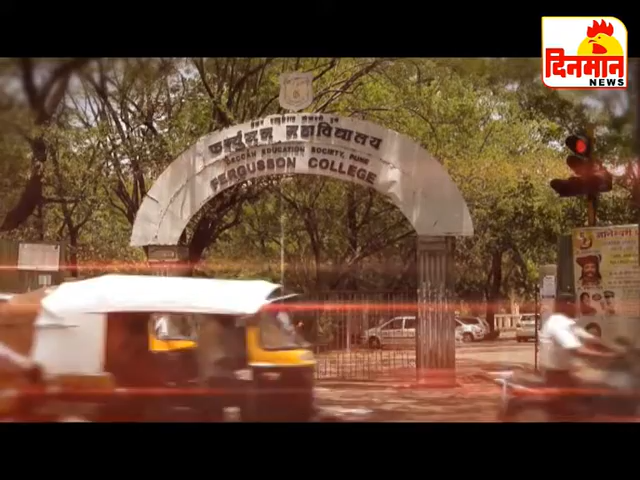 दिनमान
NEWS
फर्ग्युसन महाविद्यालय
DECCAN EDUCATION SOCIETY, PUNE
FERGUSSON COLLEGE